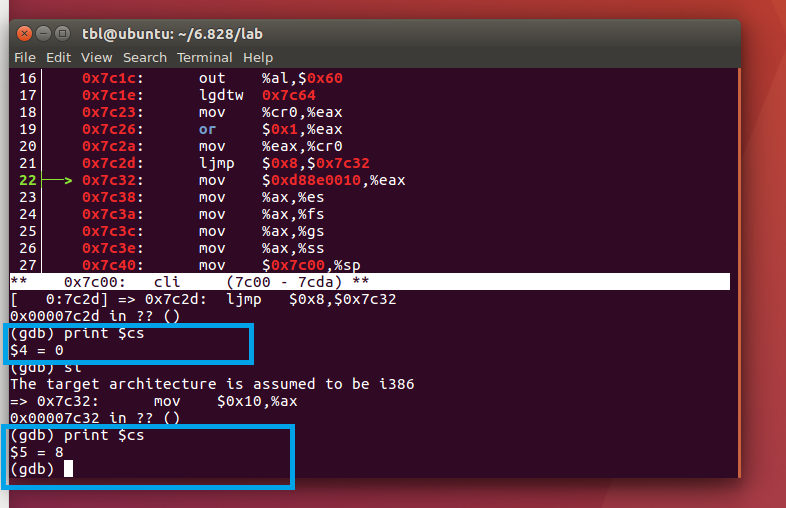 tbl@ubuntu: ~/6.828/lab
File Edit View Search Terminal Help
16 0x7c1c: out %al,$0x60
17 0x7c1e: lgdtw 0x7c64
18 0x7c23: mov %cr0,%eax
19 0x7c26: or $0x1,%eax
20 0x7c2a: mov %eax,%cr0
21 0x7c2d: ljmp $0x8,$0x7c32
22 ──> 0x7c32: mov $0xd88e0010,%eax
23 0x7c38: mov %ax,%es
24 0x7c3a: mov %ax,%fs
25 0x7c3c: mov %ax,%gs
26 0x7c3e: mov %ax,%ss
27 0x7c40: mov $0x7c00,%sp
** 0x7c00: cli (7c00 - 7cda) **
[ 0:7c2d] => 0x7c2d: ljmp $0x8,$0x7c32
0x00007c2d in ?? ()
(gdb) print $cs
$4 = 0
(gdb) si
The target architecture is assumed to be i386
=> 0x7c32: mov $0x10,%ax
0x00007c32 in ?? ()
(gdb) print $cs
$5 = 8
(gdb)